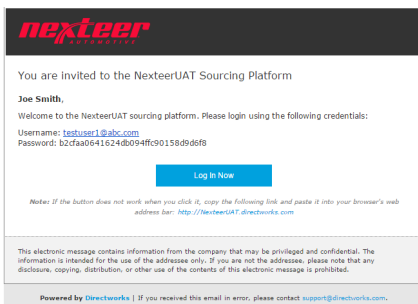 nexteer
AUTOMOTIVE
You are invited to the NexteerUAT Sourcing Platform
Joe Smith,
Welcome to the NexteerUAT sourcing platform. Please login using the following credentials:
Username: testuser1@abc.com
Password: b2cfaa0641624db094ffc90158d9d6f8
Log In Now
Note: If the button does not work when you click it, copy the following link and paste it into your browser's web
address bar: http://NexteerUAT.directworks.com
This electronic message contains information from the company that may be privileged and confidential. The
information is intended for the use of the addressee only. If you are not the addressee, please note that any
disclosure, copying, distribution, or other use of the contents of this electronic message is prohibited.
Powered by Directworks | If you received this email in error, please contact support@directworks.com.